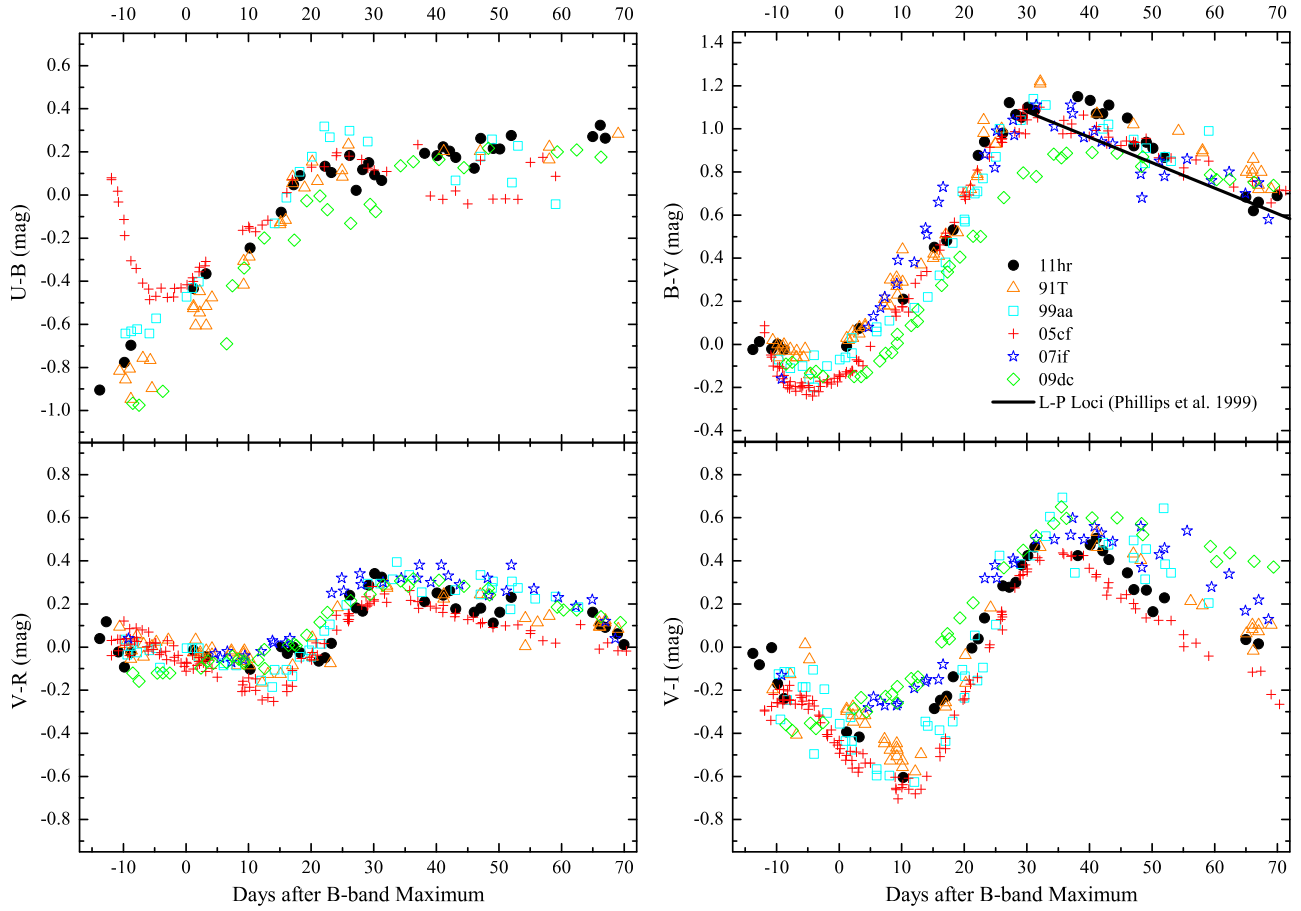 -10 0 10 20 30 40 50 60 70
-10 0 10 20 30 40 50 60 70
0.6
0.4
0.2
0.0
-0.2
-0.4
-0.6
-0.8
-1.0
U-B (mag)
1.4
1.2
1.0
0.8
0.6
0.4
0.2
0.0
-0.2
-0.4
B-V (mag)
11hr
91T
99aa
05cf
07if
09dc
L-P Loci (Phillips et al. 1999)
0.8
0.6
0.4
0.2
0.0
-0.2
-0.4
-0.6
-0.8
V-R (mag)
-10 0 10 20 30 40 50 60 70
Days after B-band Maximum
0.8
0.6
0.4
0.2
0.0
-0.2
-0.4
-0.6
-0.8
V-I (mag)
-10 0 10 20 30 40 50 60 70
Days after B-band Maximum